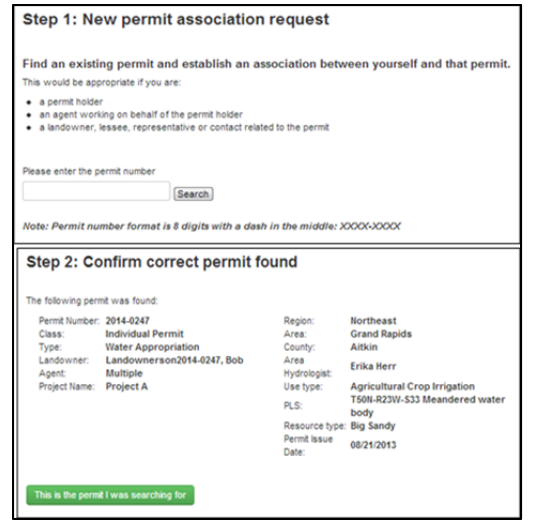 Step 1: New permit association request
Find an existing permit and establish an association between yourself and that permit.
This would be appropriate if you are:
• a permit holder
• an agent working on behalf of the permit holder
• a landowner, lessee, representative or contact related to the permit
Please enter the permit number
Search
Note: Permit number format is 8 digits with a dash in the middle: XXXX-XXXX
Step 2: Confirm correct permit found
The following permit was found:
Permit Number: 2014-0247
Class: Individual Permit
Type: Water Appropriation
Landowner: Landownerson2014-0247, Bob
Agent: Multiple
Project Name: Project A
Region: Northeast
Area: Grand Rapids
County: Aitkin
Area
Hydrologist: Erika Herr
Use type: Agricultural Crop Irrigation
PLS: T50N-R23W-S33 Meandered water
body
Resource type: Big Sandy
Permit Issue
Date: 08/21/2013
This is the permit I was searching for